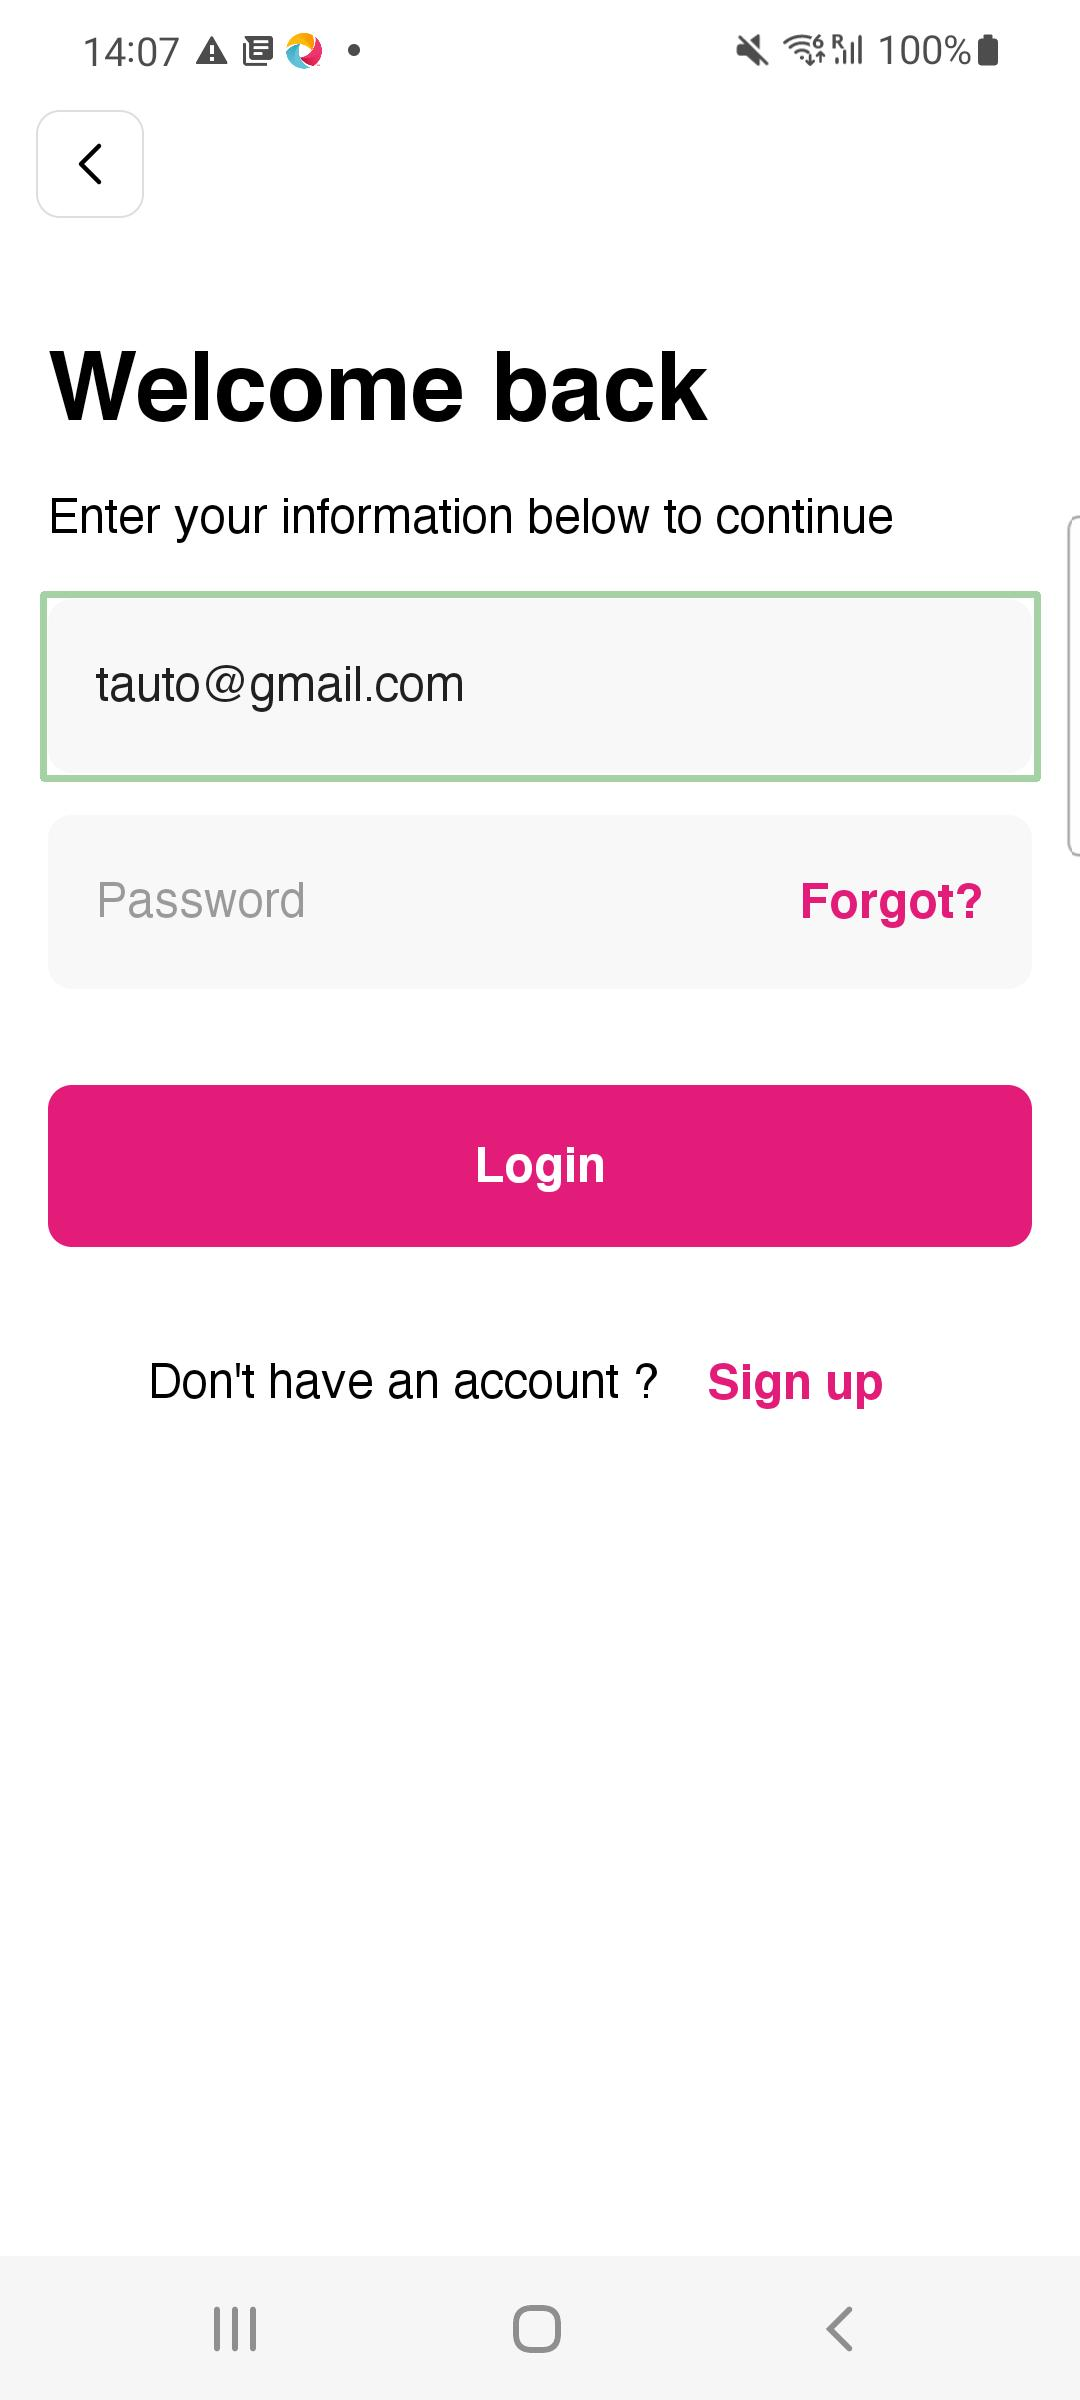 14:07
6 R 100%
Welcome back
Enter your information below to continue
tauto@gmail.com
Password Forgot?
Login
Don't have an account ? Sign up